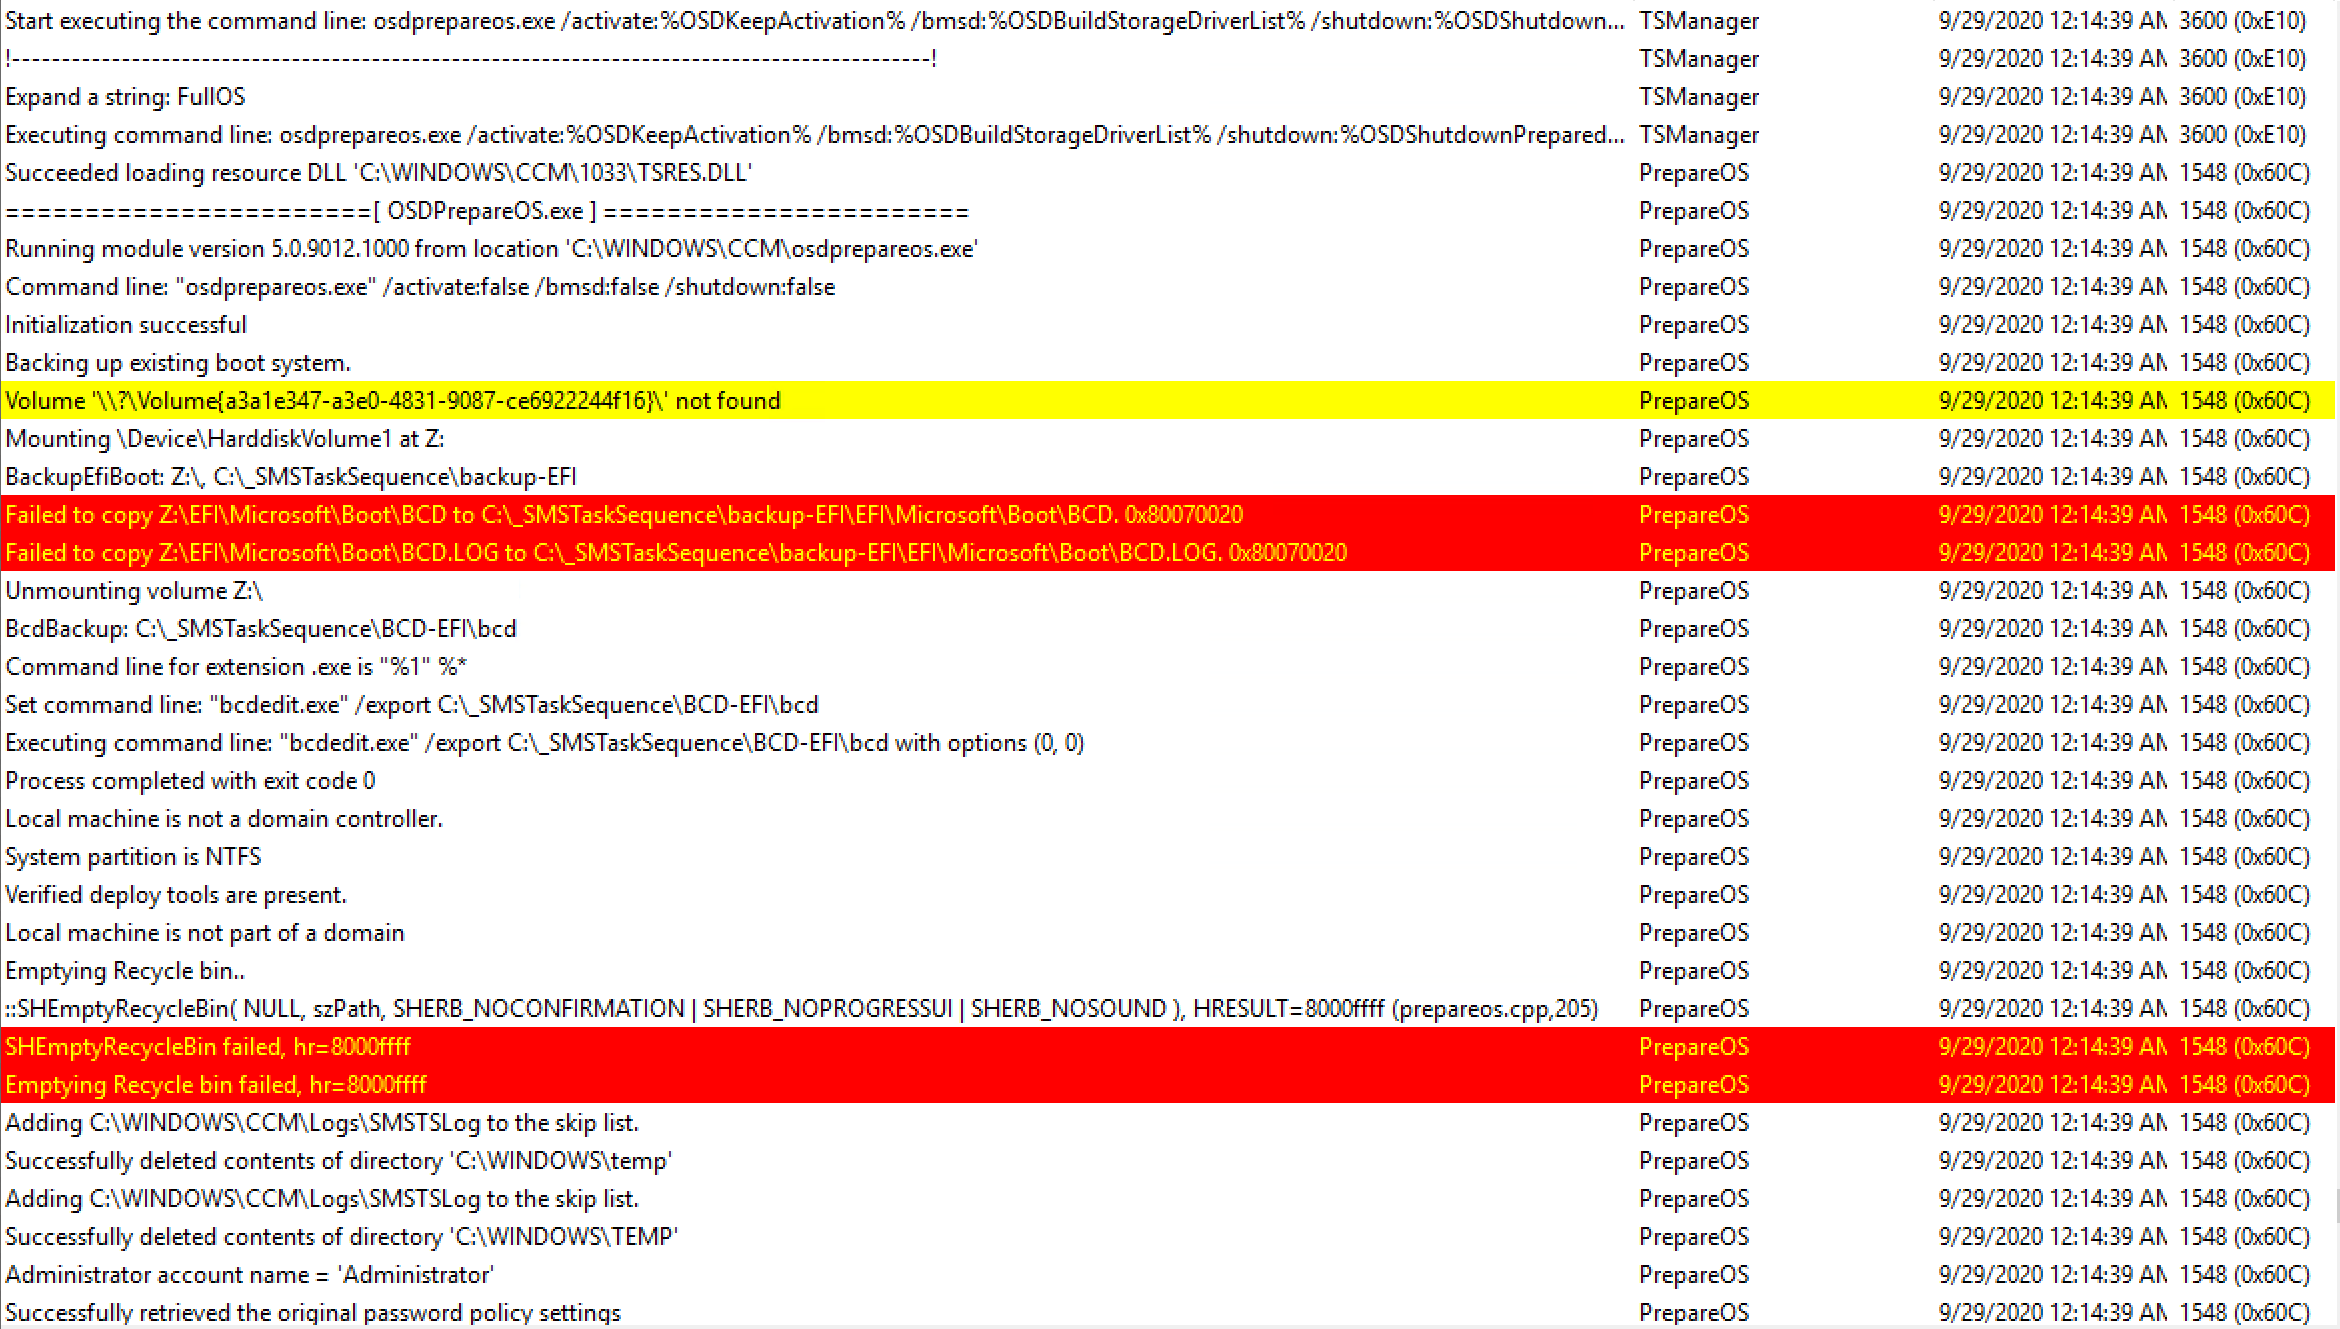 Start executing the command line: osdprepareos.exe /activate:%OSDKeepActivation% /bmsd:%OSDBuildStorageDriverList% /shutdown:%OSDShutdown... TSManager 9/29/2020 12:14:39 AM 3600 (0xE10)
!--------------------------------------------------------------------------------------------! TSManager 9/29/2020 12:14:39 AM 3600 (0xE10)
Expand a string: FullOS TSManager 9/29/2020 12:14:39 AM 3600 (0xE10)
Executing command line: osdprepareos.exe /activate:%OSDKeepActivation% /bmsd:%OSDBuildStorageDriverList% /shutdown:%OSDShutdownPrepared... TSManager 9/29/2020 12:14:39 AM 3600 (0xE10)
Succeeded loading resource DLL 'C:\WINDOWS\CCM\1033\TSRES.DLL' PrepareOS 9/29/2020 12:14:39 AM 1548 (0x60C)
=======================[ OSDPrepareOS.exe ] ======================= PrepareOS 9/29/2020 12:14:39 AM 1548 (0x60C)
Running module version 5.0.9012.1000 from location 'C:\WINDOWS\CCM\osdprepareos.exe' PrepareOS 9/29/2020 12:14:39 AM 1548 (0x60C)
Command line: "osdprepareos.exe" /activate:false /bmsd:false /shutdown:false PrepareOS 9/29/2020 12:14:39 AM 1548 (0x60C)
Initialization successful PrepareOS 9/29/2020 12:14:39 AM 1548 (0x60C)
Backing up existing boot system. PrepareOS 9/29/2020 12:14:39 AM 1548 (0x60C)
Volume '\\?\Volume{a3a1e347-a3e0-4831-9087-ce6922244f16}\' not found PrepareOS 9/29/2020 12:14:39 AM 1548 (0x60C)
Mounting \Device\HarddiskVolume1 at Z: PrepareOS 9/29/2020 12:14:39 AM 1548 (0x60C)
BackupEfiBoot: Z:\, C:\_SMSTaskSequence\backup-EFI PrepareOS 9/29/2020 12:14:39 AM 1548 (0x60C)
Failed to copy Z:\EFI\Microsoft\Boot\BCD to C:\_SMSTaskSequence\backup-EFI\EFI\Microsoft\Boot\BCD. 0x80070020 PrepareOS 9/29/2020 12:14:39 AM 1548 (0x60C)
Failed to copy Z:\EFI\Microsoft\Boot\BCD.LOG to C:\_SMSTaskSequence\backup-EFI\EFI\Microsoft\Boot\BCD.LOG. 0x80070020 PrepareOS 9/29/2020 12:14:39 AM 1548 (0x60C)
Unmounting volume Z:\ PrepareOS 9/29/2020 12:14:39 AM 1548 (0x60C)
BcdBackup: C:\_SMSTaskSequence\BCD-EFI\bcd PrepareOS 9/29/2020 12:14:39 AM 1548 (0x60C)
Command line for extension .exe is "%1" %* PrepareOS 9/29/2020 12:14:39 AM 1548 (0x60C)
Set command line: "bcdedit.exe" /export C:\_SMSTaskSequence\BCD-EFI\bcd PrepareOS 9/29/2020 12:14:39 AM 1548 (0x60C)
Executing command line: "bcdedit.exe" /export C:\_SMSTaskSequence\BCD-EFI\bcd with options (0, 0) PrepareOS 9/29/2020 12:14:39 AM 1548 (0x60C)
Process completed with exit code 0 PrepareOS 9/29/2020 12:14:39 AM 1548 (0x60C)
Local machine is not a domain controller. PrepareOS 9/29/2020 12:14:39 AM 1548 (0x60C)
System partition is NTFS PrepareOS 9/29/2020 12:14:39 AM 1548 (0x60C)
Verified deploy tools are present. PrepareOS 9/29/2020 12:14:39 AM 1548 (0x60C)
Local machine is not part of a domain PrepareOS 9/29/2020 12:14:39 AM 1548 (0x60C)
Emptying Recycle bin.. PrepareOS 9/29/2020 12:14:39 AM 1548 (0x60C)
::SHEmptyRecycleBin( NULL, szPath, SHERB_NOCONFIRMATION | SHERB_NOPROGRESSUI | SHERB_NOSOUND ), HRESULT=8000ffff (prepareos.cpp,205) PrepareOS 9/29/2020 12:14:39 AM 1548 (0x60C)
SHEmptyRecycleBin failed, hr=8000ffff PrepareOS 9/29/2020 12:14:39 AM 1548 (0x60C)
Emptying Recycle bin failed, hr=8000ffff PrepareOS 9/29/2020 12:14:39 AM 1548 (0x60C)
Adding C:\WINDOWS\CCM\Logs\SMSTSLog to the skip list. PrepareOS 9/29/2020 12:14:39 AM 1548 (0x60C)
Successfully deleted contents of directory 'C:\WINDOWS\temp' PrepareOS 9/29/2020 12:14:39 AM 1548 (0x60C)
Adding C:\WINDOWS\CCM\Logs\SMSTSLog to the skip list. PrepareOS 9/29/2020 12:14:39 AM 1548 (0x60C)
Successfully deleted contents of directory 'C:\WINDOWS\TEMP' PrepareOS 9/29/2020 12:14:39 AM 1548 (0x60C)
Administrator account name = 'Administrator' PrepareOS 9/29/2020 12:14:39 AM 1548 (0x60C)
Successfully retrieved the original password policy settings PrepareOS 9/29/2020 12:14:39 AM 1548 (0x60C)